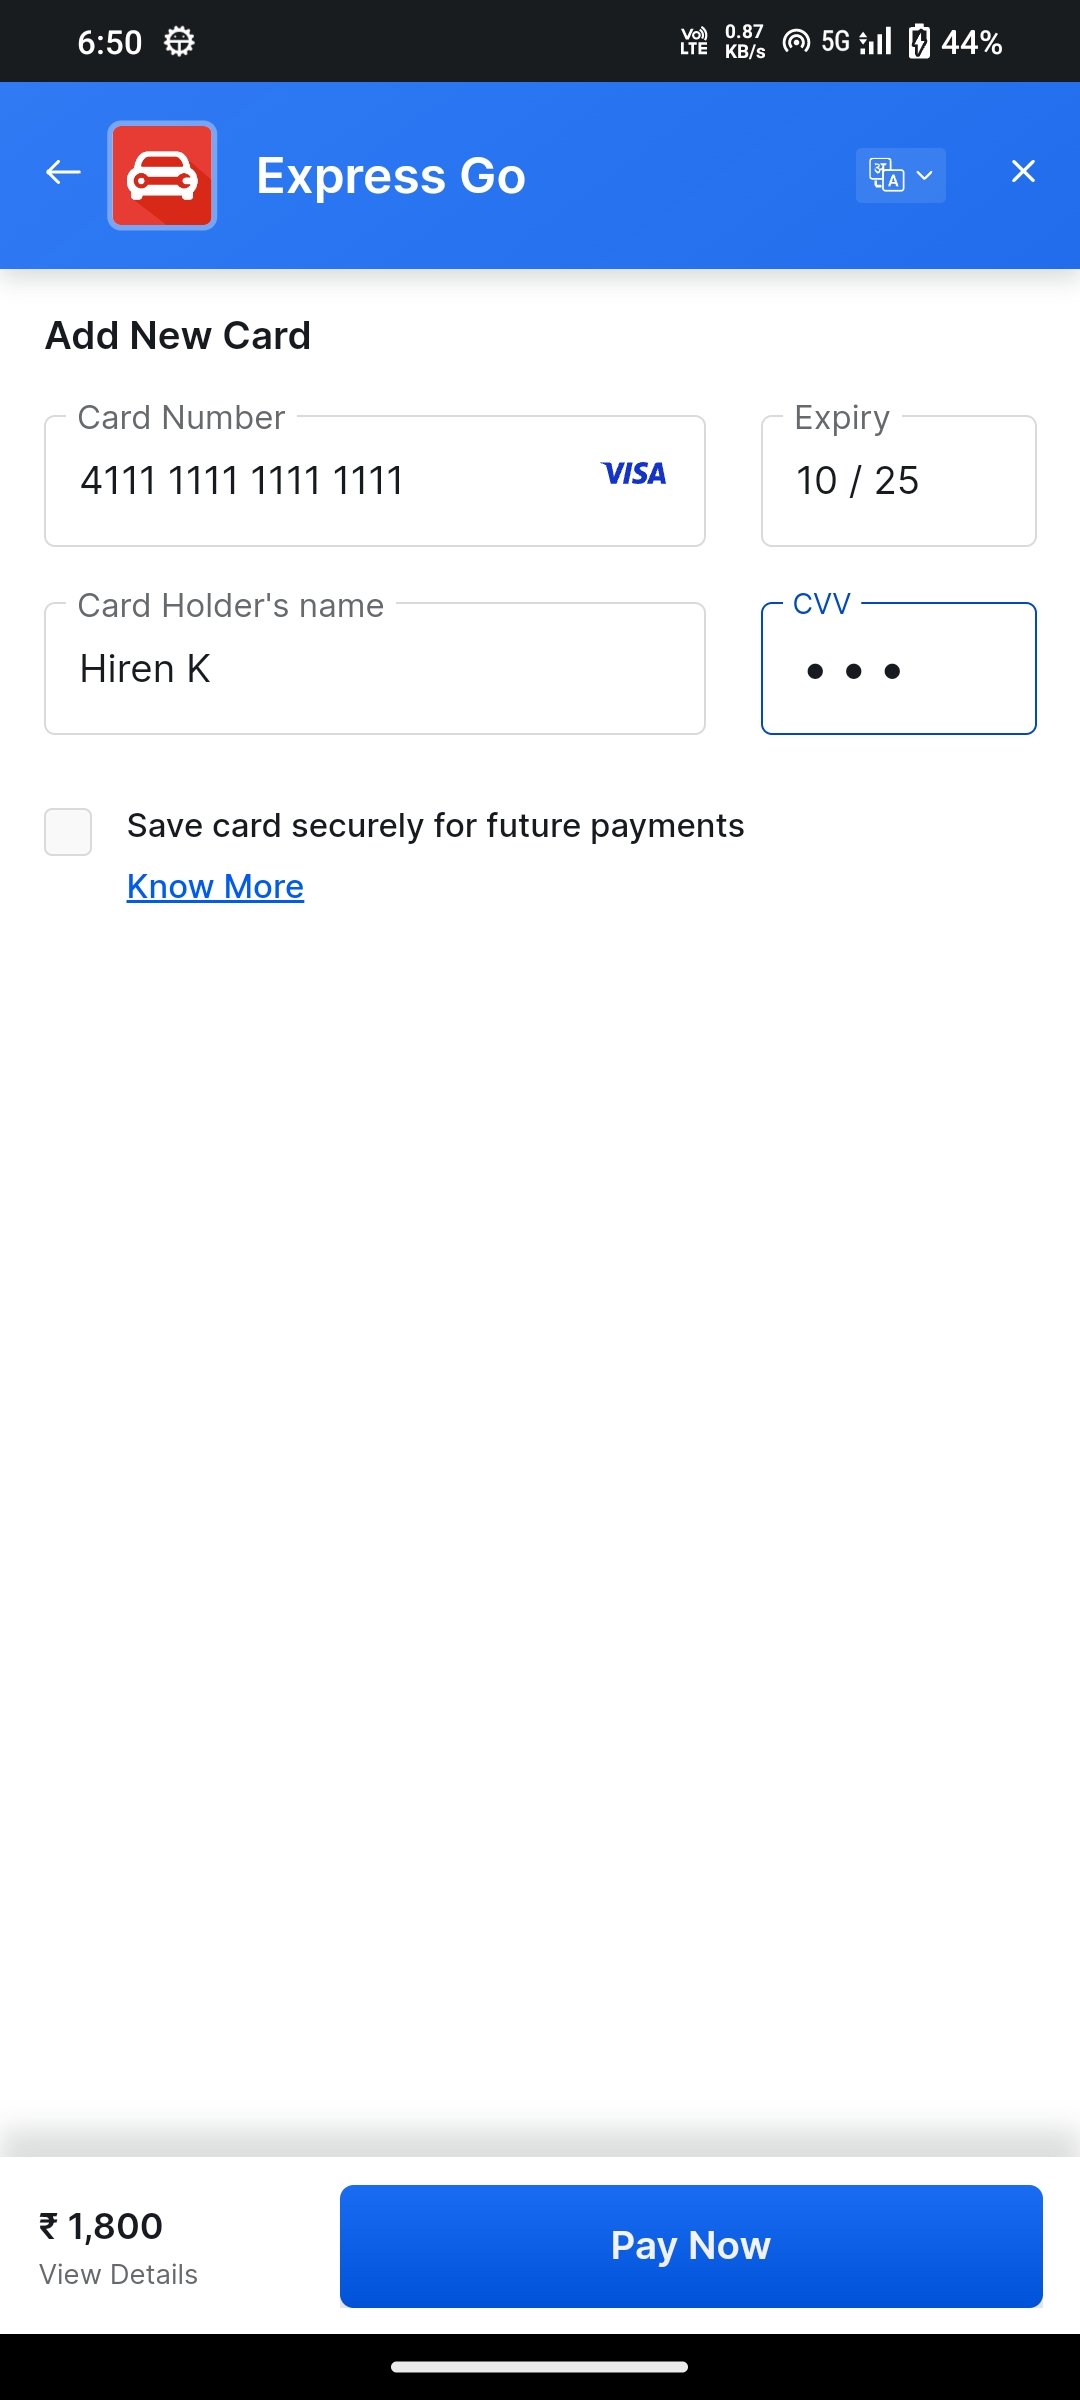 6:50
Vo) LTE 0.87 KB/s 5G 44%
Express Go
अ A
Add New Card
Card Number
4111 1111 1111 1111
VISA
Expiry
10 / 25
Card Holder's name
Hiren K
CVV
Save card securely for future payments
Know More
₹ 1,800
View Details
Pay Now